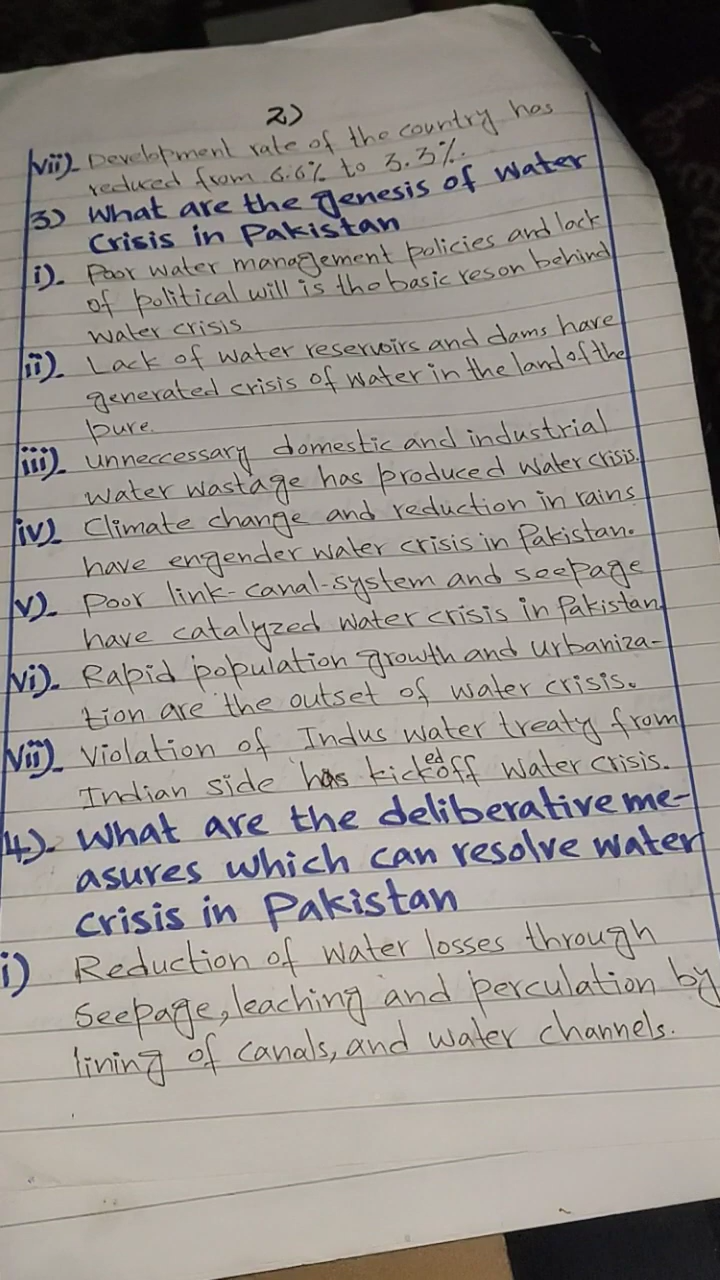 2)
vii). Development rate of the country has
reduced from 6.6% to 3.3%.
3) What are the genesis of water
Crisis in Pakistan
i). Poor water management policies and lack
of political will is the basic reson behind
water crisis
ii). Lack of water reservoirs and dams have
generated crisis of water in the land of the
pure.
iii). unneccessary domestic and industrial
water wastage has produced water crisis.
iv). Climate change and reduction in rains
have engender water crisis in Pakistan.
v). Poor link-canal-system and seepage
have catalyzed water crisis in Pakistan.
vi). Rapid population growth and urbaniza-
tion are the outset of water crisis.
vii). Violation of Indus water treaty from
Indian side has kickedoff water crisis.
4). What are the deliberative me-
asures which can resolve water
crisis in Pakistan
i) Reduction of water losses through
seepage, leaching and perculation by
lining of canals, and water channels.